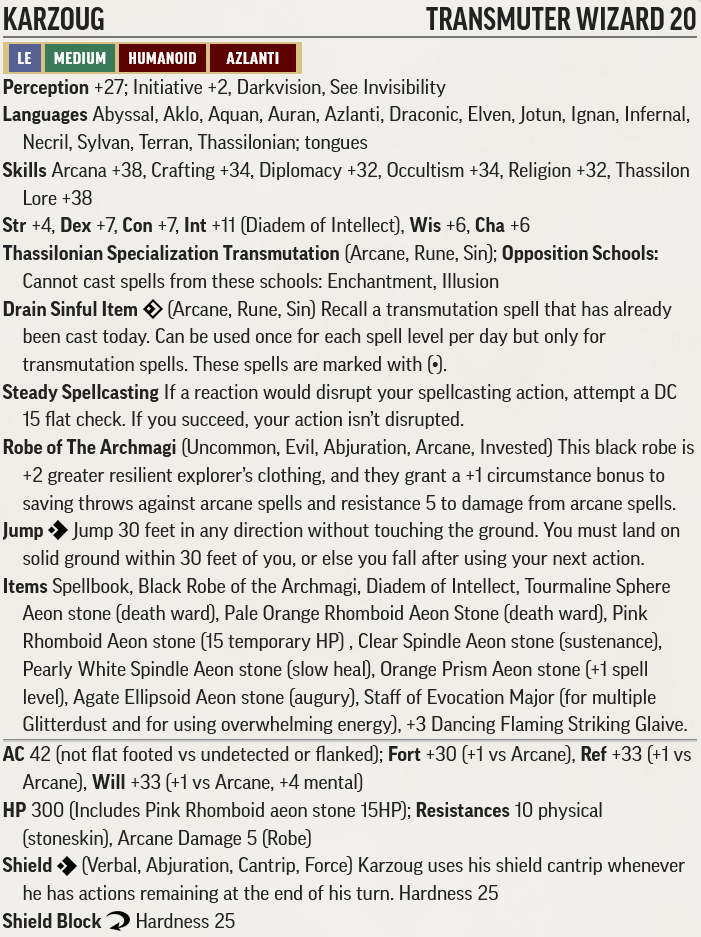 KARZOUG TRANSMUTER WIZARD 20
LE MEDIUM HUMANOID AZLANTI
Perception +27; Initiative +2, Darkvision, See Invisibility
Languages Abyssal, Aklo, Aquan, Auran, Azlanti, Draconic, Elven, Jotun, Ignan, Infernal,
Necril, Sylvan, Terran, Thassilonian; tongues
Skills Arcana +38, Crafting +34, Diplomacy +32, Occultism +34, Religion +32, Thassilon
Lore +38
Str +4, Dex +7, Con +7, Int +11 (Diadem of Intellect), Wis +6, Cha +6
Thassilonian Specialization Transmutation (Arcane, Rune, Sin); Opposition Schools:
Cannot cast spells from these schools: Enchantment, Illusion
Drain Sinful Item (Arcane, Rune, Sin) Recall a transmutation spell that has already
been cast today. Can be used once for each spell level per day but only for
transmutation spells. These spells are marked with (•).
Steady Spellcasting If a reaction would disrupt your spellcasting action, attempt a DC
15 flat check. If you succeed, your action isn't disrupted.
Robe of The Archmagi (Uncommon, Evil, Abjuration, Arcane, Invested) This black robe is
+2 greater resilient explorer's clothing, and they grant a +1 circumstance bonus to
saving throws against arcane spells and resistance 5 to damage from arcane spells.
Jump Jump 30 feet in any direction without touching the ground. You must land on
solid ground within 30 feet of you, or else you fall after using your next action.
Items Spellbook, Black Robe of the Archmagi, Diadem of Intellect, Tourmaline Sphere
Aeon stone (death ward), Pale Orange Rhomboid Aeon Stone (death ward), Pink
Rhomboid Aeon stone (15 temporary HP) , Clear Spindle Aeon stone (sustenance),
Pearly White Spindle Aeon stone (slow heal), Orange Prism Aeon stone (+1 spell
level), Agate Ellipsoid Aeon stone (augury), Staff of Evocation Major (for multiple
Glitterdust and for using overwhelming energy), +3 Dancing Flaming Striking Glaive.
AC 42 (not flat footed vs undetected or flanked); Fort +30 (+1 vs Arcane), Ref +33 (+1 vs
Arcane), Will +33 (+1 vs Arcane, +4 mental)
HP 300 (Includes Pink Rhomboid aeon stone 15HP); Resistances 10 physical
(stoneskin), Arcane Damage 5 (Robe)
Shield (Verbal, Abjuration, Cantrip, Force) Karzoug uses his shield cantrip whenever
he has actions remaining at the end of his turn. Hardness 25
Shield Block Hardness 25